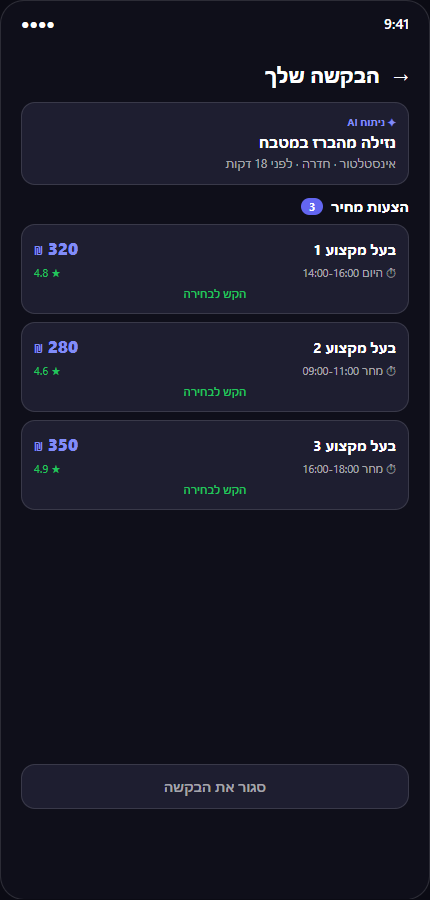 9:41
→ הבקשה שלך
✦ ניתוח AI
נזילה מהברז במטבח
אינסטלטור · חדרה · לפני 18 דקות
הצעות מחיר 3
בעל מקצוע 1
320 ₪
⏱ היום 14:00-16:00
★ 4.8
הקש לבחירה
בעל מקצוע 2
280 ₪
⏱ מחר 09:00-11:00
★ 4.6
הקש לבחירה
בעל מקצוע 3
350 ₪
⏱ מחר 16:00-18:00
★ 4.9
הקש לבחירה
סגור את הבקשה